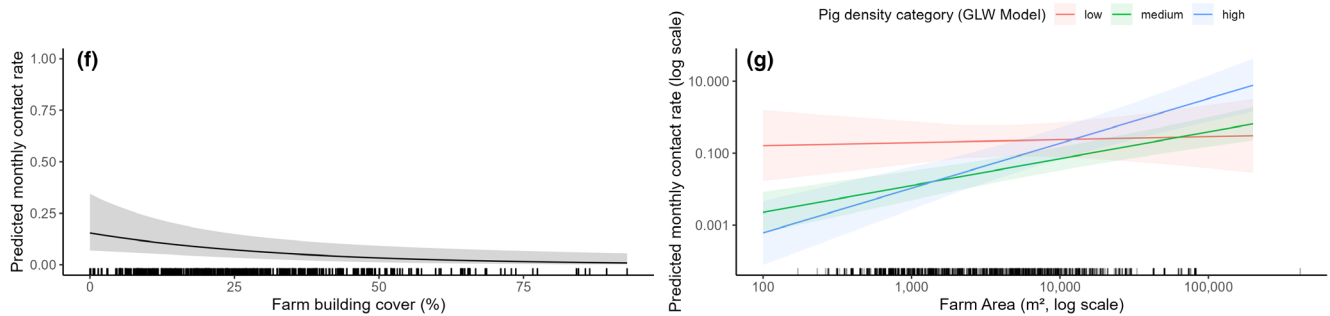 (f)
Predicted monthly contact rate
1.00
0.75
0.50
0.25
0.00
0
25
50
75
Farm building cover (%)
Pig density category (GLW Model) low medium high
(g)
Predicted monthly contact rate (log scale)
10.000
0.100
0.001
100
1,000
10,000
100,000
Farm Area (m², log scale)